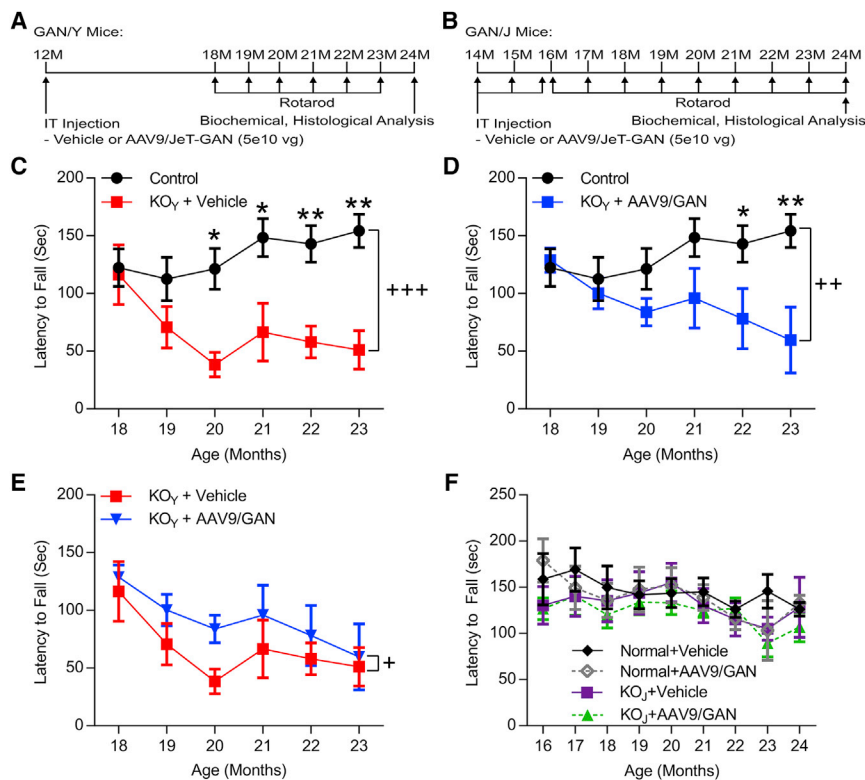 A
GAN/Y Mice:
12M 18M 19M 20M 21M 22M 23M 24M
Rotarod
IT Injection Biochemical, Histological Analysis
- Vehicle or AAV9/JeT-GAN (5e10 vg)
B
GAN/J Mice:
14M 15M 16M 17M 18M 19M 20M 21M 22M 23M 24M
Rotarod
IT Injection Biochemical, Histological Analysis
- Vehicle or AAV9/JeT-GAN (5e10 vg)
C
Control
KOY + Vehicle
* * ** **
+++
200
150
100
50
0
Latency to Fall (Sec)
18 19 20 21 22 23
Age (Months)
D
Control
KOY + AAV9/GAN
* **
++
200
150
100
50
0
Latency to Fall (Sec)
18 19 20 21 22 23
Age (Months)
E
KOY + Vehicle
KOY + AAV9/GAN
+
200
150
100
50
0
Latency to Fall (Sec)
18 19 20 21 22 23
Age (Months)
F
250
200
150
100
50
0
Latency to Fall (sec)
Normal+Vehicle
Normal+AAV9/GAN
KOJ+Vehicle
KOJ+AAV9/GAN
16 17 18 19 20 21 22 23 24
Age (Months)